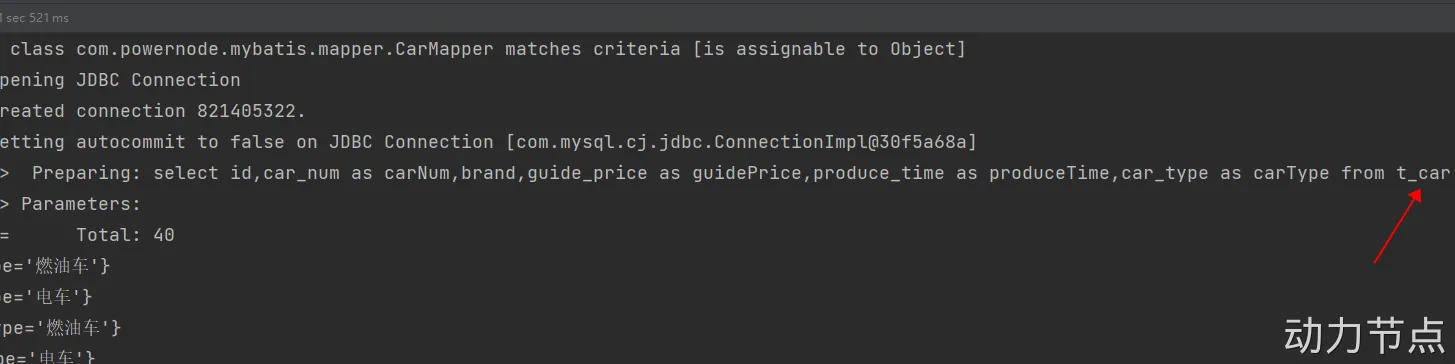 1 sec 521 ms
class com.powernode.mybatis.mapper.CarMapper matches criteria [is assignable to Object]
pening JDBC Connection
reated connection 821405322.
etting autocommit to false on JDBC Connection [com.mysql.cj.jdbc.ConnectionImpl@30f5a68a]
>  Preparing: select id,car_num as carNum,brand,guide_price as guidePrice,produce_time as produceTime,car_type as carType from t_car
> Parameters:
=      Total: 40
pe='燃油车'}
pe='电车'}
ype='燃油车'}
pe='电车'}
动力节点